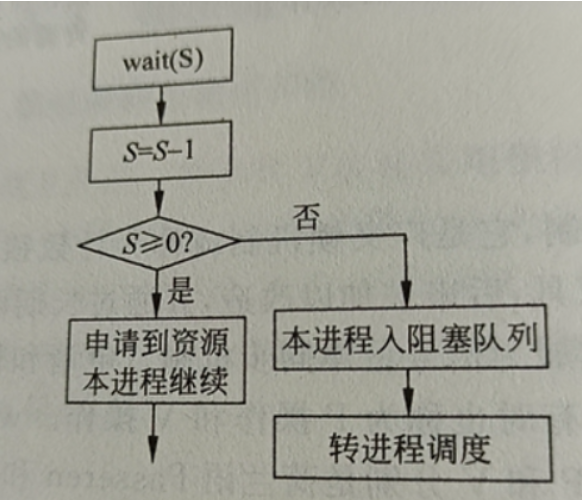 wait(S)
S=S-1
S≥0?
否
是
申请到资源
本进程继续
本进程入阻塞队列
转进程调度